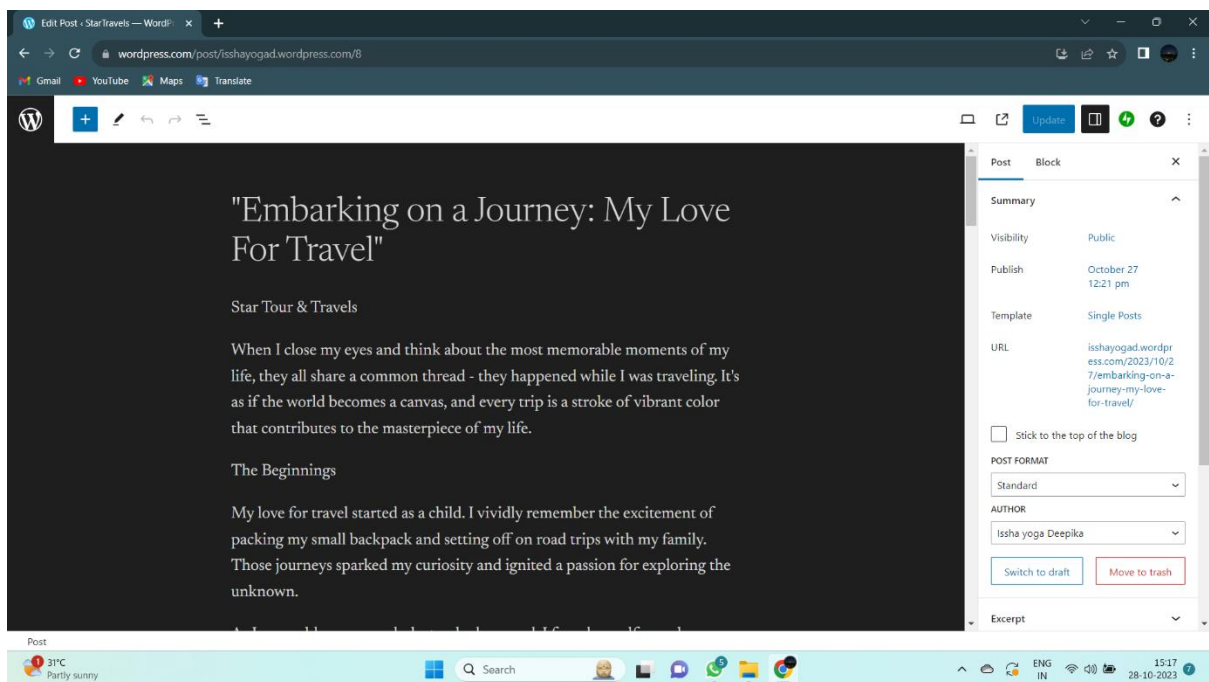 Edit Post ‹ StarTravels — WordP
wordpress.com/post/isshayogad.wordpress.com/8
Gmail YouTube Maps Translate
Update
Post Block
"Embarking on a Journey: My Love
For Travel"
Star Tour & Travels
When I close my eyes and think about the most memorable moments of my
life, they all share a common thread - they happened while I was traveling. It's
as if the world becomes a canvas, and every trip is a stroke of vibrant color
that contributes to the masterpiece of my life.
The Beginnings
My love for travel started as a child. I vividly remember the excitement of
packing my small backpack and setting off on road trips with my family.
Those journeys sparked my curiosity and ignited a passion for exploring the
unknown.
Summary
Visibility Public
Publish October 27
12:21 pm
Template Single Posts
URL isshayogad.wordpr
ess.com/2023/10/2
7/embarking-on-a-
journey-my-love-
for-travel/
Stick to the top of the blog
POST FORMAT
Standard
AUTHOR
Issha yoga Deepika
Switch to draft Move to trash
Excerpt
Post
1 31°C
Partly sunny
Search
9
ENG
IN
15:17
28-10-2023
7